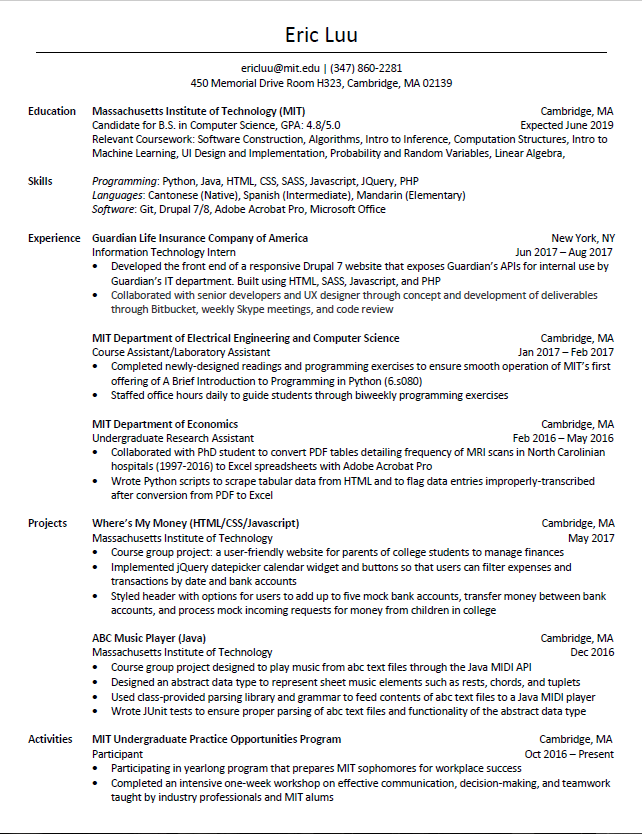 Eric Luu
ericluu@mit.edu | (347) 860-2281
450 Memorial Drive Room H323, Cambridge, MA 02139
Education Massachusetts Institute of Technology (MIT) Cambridge, MA
Candidate for B.S. in Computer Science, GPA: 4.8/5.0 Expected June 2019
Relevant Coursework: Software Construction, Algorithms, Intro to Inference, Computation Structures, Intro to
Machine Learning, UI Design and Implementation, Probability and Random Variables, Linear Algebra,
Skills Programming: Python, Java, HTML, CSS, SASS, Javascript, JQuery, PHP
Languages: Cantonese (Native), Spanish (Intermediate), Mandarin (Elementary)
Software: Git, Drupal 7/8, Adobe Acrobat Pro, Microsoft Office
Experience Guardian Life Insurance Company of America New York, NY
Information Technology Intern Jun 2017 – Aug 2017
• Developed the front end of a responsive Drupal 7 website that exposes Guardian's APIs for internal use by
Guardian's IT department. Built using HTML, SASS, Javascript, and PHP
• Collaborated with senior developers and UX designer through concept and development of deliverables
through Bitbucket, weekly Skype meetings, and code review
MIT Department of Electrical Engineering and Computer Science Cambridge, MA
Course Assistant/Laboratory Assistant Jan 2017 – Feb 2017
• Completed newly-designed readings and programming exercises to ensure smooth operation of MIT's first
offering of A Brief Introduction to Programming in Python (6.s080)
• Staffed office hours daily to guide students through biweekly programming exercises
MIT Department of Economics Cambridge, MA
Undergraduate Research Assistant Feb 2016 – May 2016
• Collaborated with PhD student to convert PDF tables detailing frequency of MRI scans in North Carolinian
hospitals (1997-2016) to Excel spreadsheets with Adobe Acrobat Pro
• Wrote Python scripts to scrape tabular data from HTML and to flag data entries improperly-transcribed
after conversion from PDF to Excel
Projects Where's My Money (HTML/CSS/Javascript) Cambridge, MA
Massachusetts Institute of Technology May 2017
• Course group project: a user-friendly website for parents of college students to manage finances
• Implemented jQuery datepicker calendar widget and buttons so that users can filter expenses and
transactions by date and bank accounts
• Styled header with options for users to add up to five mock bank accounts, transfer money between bank
accounts, and process mock incoming requests for money from children in college
ABC Music Player (Java) Cambridge, MA
Massachusetts Institute of Technology Dec 2016
• Course group project designed to play music from abc text files through the Java MIDI API
• Designed an abstract data type to represent sheet music elements such as rests, chords, and tuplets
• Used class-provided parsing library and grammar to feed contents of abc text files to a Java MIDI player
• Wrote JUnit tests to ensure proper parsing of abc text files and functionality of the abstract data type
Activities MIT Undergraduate Practice Opportunities Program Cambridge, MA
Participant Oct 2016 – Present
• Participating in yearlong program that prepares MIT sophomores for workplace success
• Completed an intensive one-week workshop on effective communication, decision-making, and teamwork
taught by industry professionals and MIT alums